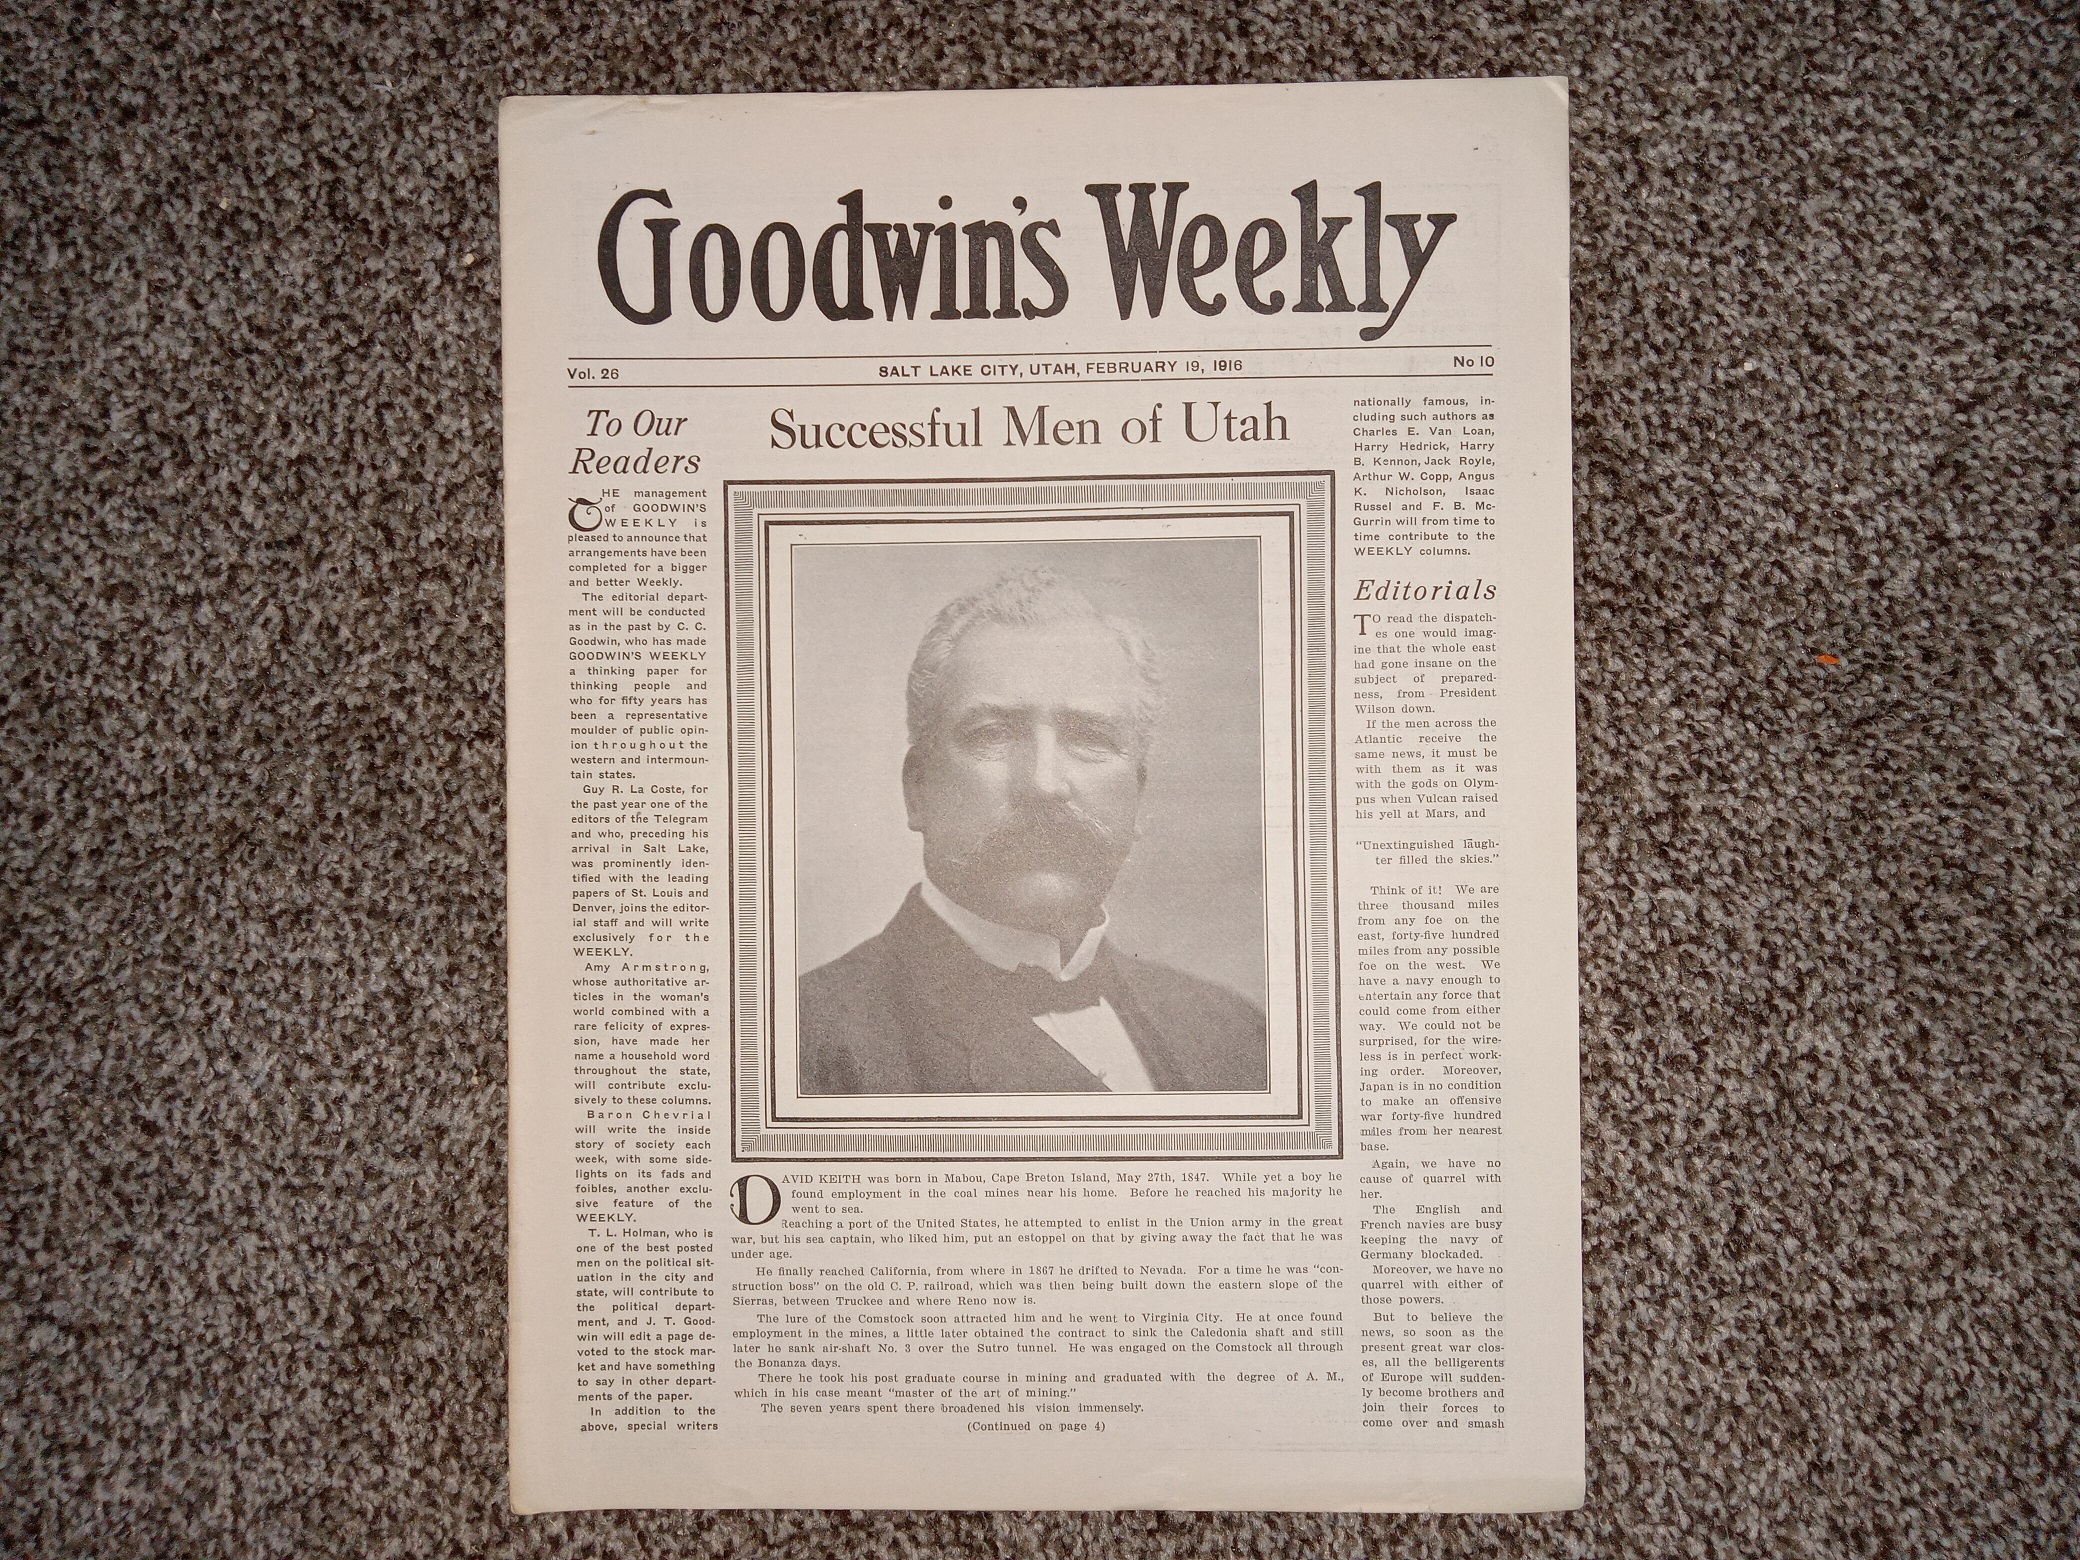 Goodwin's Weekly
Vol. 26
SALT LAKE CITY, UTAH, FEBRUARY 19, 1916
No 10
To Our
Readers
THE management
of GOODWIN'S
WEEKLY is
pleased to announce that
arrangements have been
completed for a bigger
and better Weekly.
The editorial depart-
ment will be conducted
as in the past by C. C.
Goodwin, who has made
GOODWIN'S WEEKLY
a thinking paper for
thinking people and
who for fifty years has
been a representative
moulder of public opin-
ion throughout the
western and intermoun-
tain states.
Guy R. La Coste, for
the past year one of the
editors of the Telegram
and who, preceding his
arrival in Salt Lake,
was prominently iden-
tified with the leading
papers of St. Louis and
Denver, joins the editor-
ial staff and will write
exclusively for the
WEEKLY.
Amy Armstrong,
whose authoritative ar-
ticles in the woman's
world combined with a
rare felicity of expres-
sion, have made her
name a household word
throughout the state,
will contribute exclu-
sively to these columns.
Baron Chevrial
will write the inside
story of society each
week, with some side-
lights on its fads and
foibles, another exclu-
sive feature of the
WEEKLY.
T. L. Holman, who is
one of the best posted
men on the political sit-
uation in the city and
state, will contribute to
the political depart-
ment, and J. T. Good-
win will edit a page de-
voted to the stock mar-
ket and have something
to say in other depart-
ments of the paper.
In addition to the
above, special writers
Successful Men of Utah
DAVID KEITH was born in Mabou, Cape Breton Island, May 27th, 1847. While yet a boy he
found employment in the coal mines near his home. Before he reached his majority he
went to sea.
Reaching a port of the United States, he attempted to enlist in the Union army in the great
war, but his sea captain, who liked him, put an estoppel on that by giving away the fact that he was
under age.
He finally reached California, from where in 1867 he drifted to Nevada. For a time he was "con-
struction boss" on the old C. P. railroad, which was then being built down the eastern slope of the
Sierras, between Truckee and where Reno now is.
The lure of the Comstock soon attracted him and he went to Virginia City. He at once found
employment in the mines, a little later obtained the contract to sink the Caledonia shaft and still
later he sank air-shaft No. 3 over the Sutro tunnel. He was engaged on the Comstock all through
the Bonanza days.
There he took his post graduate course in mining and graduated with the degree of A. M.,
which in his case meant "master of the art of mining."
The seven years spent there broadened his vision immensely.
(Continued on page 4)
nationally famous, in-
cluding such authors as
Charles E. Van Loan,
Harry Hedrick, Harry
B. Kennon, Jack Royle,
Arthur W. Copp, Angus
K. Nicholson, Isaac
Russel and F. B. Mc-
Gurrin will from time to
time contribute to the
WEEKLY columns.
Editorials
TO read the dispatch-
es one would imag-
ine that the whole east
had gone insane on the
subject of prepared-
ness, from President
Wilson down.
If the men across the
Atlantic receive the
same news, it must be
with them as it was
with the gods on Olym-
pus when Vulcan raised
his yell at Mars, and
"Unextinguished laugh-
ter filled the skies."
Think of it! We are
three thousand miles
from any foe on the
east, forty-five hundred
miles from any possible
foe on the west. We
have a navy enough to
entertain any force that
could come from either
way. We could not be
surprised, for the wire-
less is in perfect work-
ing order. Moreover,
Japan is in no condition
to make an offensive
war forty-five hundred
miles from her nearest
base.
Again, we have no
cause of quarrel with
her.
The English and
French navies are busy
keeping the navy of
Germany blockaded.
Moreover, we have no
quarrel with either of
those powers.
But to believe the
news, so soon as the
present great war clos-
es, all the belligerents
of Europe will sudden-
ly become brothers and
join their forces to
come over and smash